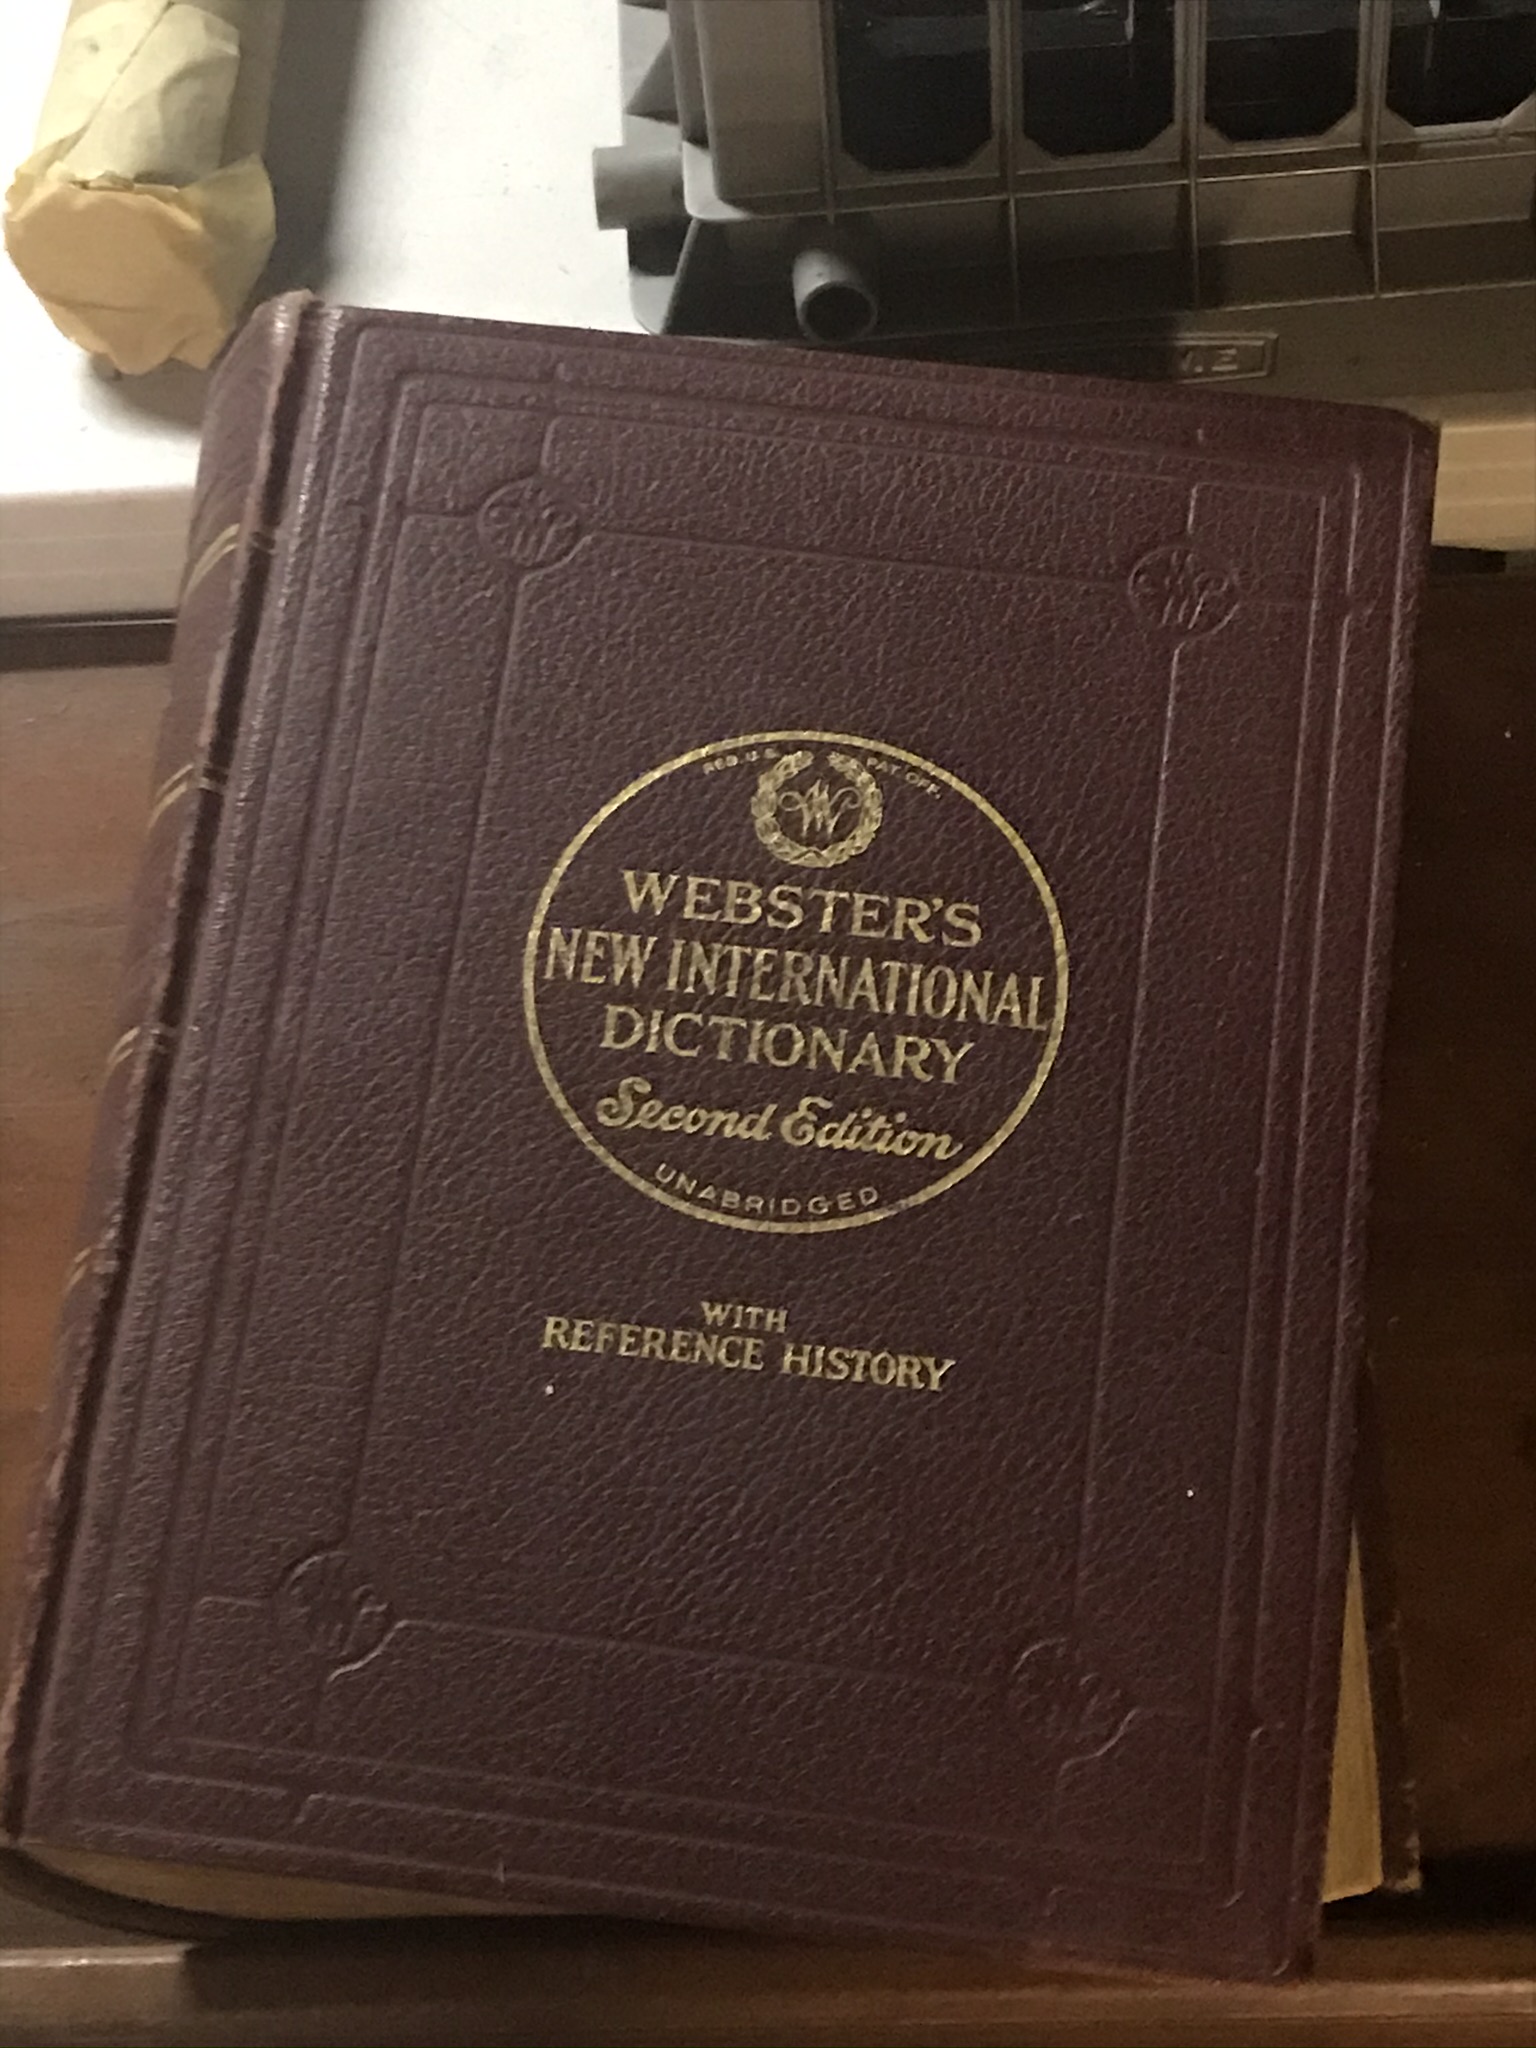 REG. U.S. PAT. OFF.
W
WEBSTER'S
NEW INTERNATIONAL
DICTIONARY
Second Edition
UNABRIDGED
WITH
REFERENCE HISTORY